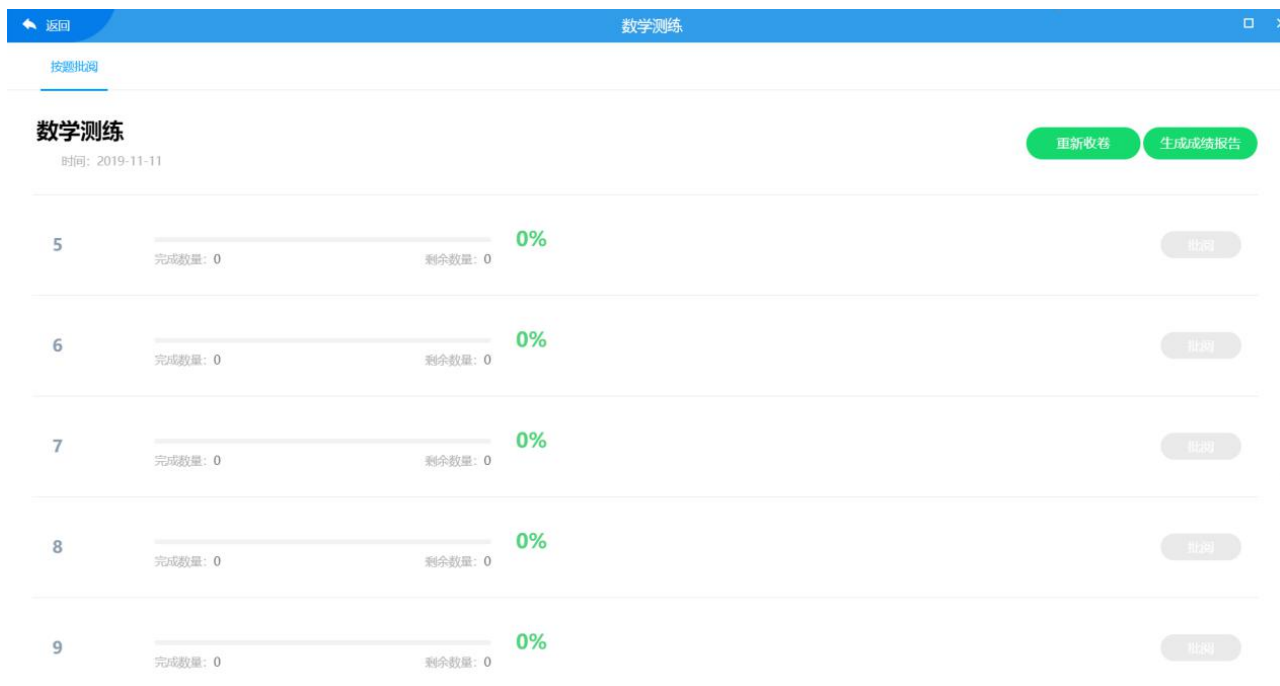 返回
数学测练
按题批阅
数学测练
时间：2019-11-11
重新收卷
生成成绩报告
5
0%
完成数量：0
剩余数量：0
批阅
6
0%
完成数量：0
剩余数量：0
批阅
7
0%
完成数量：0
剩余数量：0
批阅
8
0%
完成数量：0
剩余数量：0
批阅
9
0%
完成数量：0
剩余数量：0
批阅